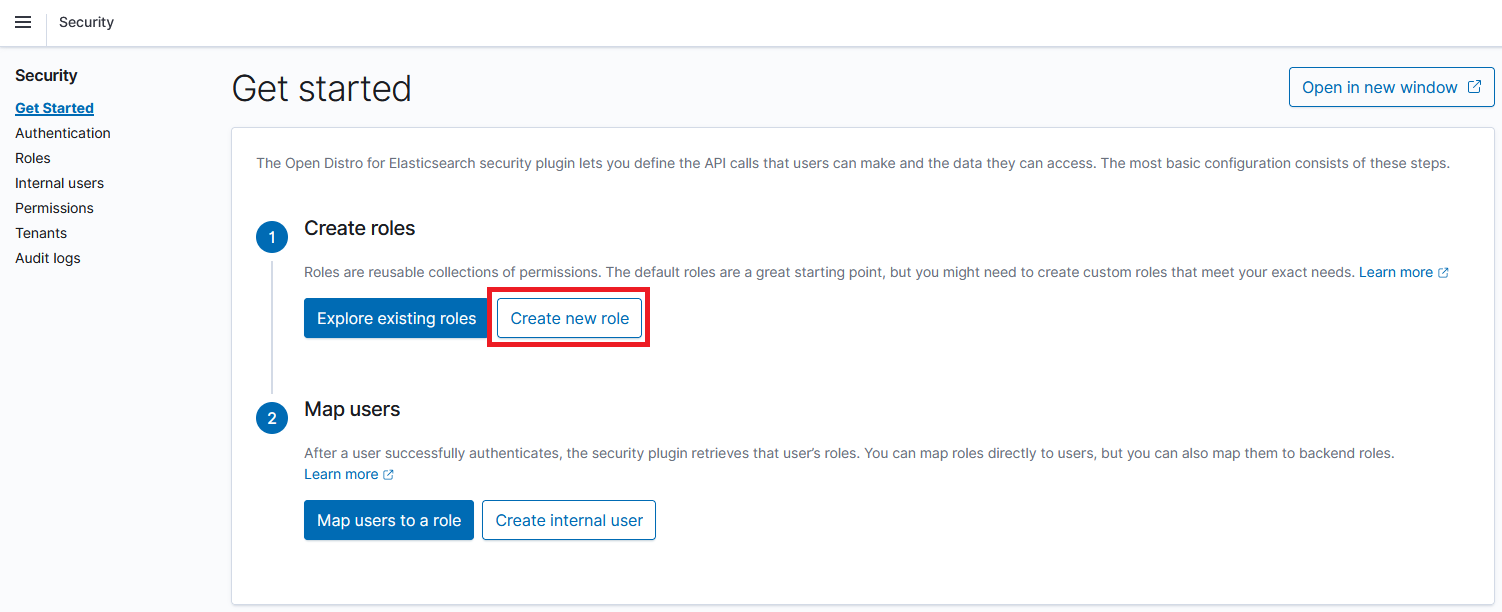 Security
Security
Get Started
Authentication
Roles
Internal users
Permissions
Tenants
Audit logs
Get started
Open in new window
The Open Distro for Elasticsearch security plugin lets you define the API calls that users can make and the data they can access. The most basic configuration consists of these steps.
1
Create roles
Roles are reusable collections of permissions. The default roles are a great starting point, but you might need to create custom roles that meet your exact needs. Learn more
Explore existing roles
Create new role
2
Map users
After a user successfully authenticates, the security plugin retrieves that user’s roles. You can map roles directly to users, but you can also map them to backend roles.
Learn more
Map users to a role
Create internal user